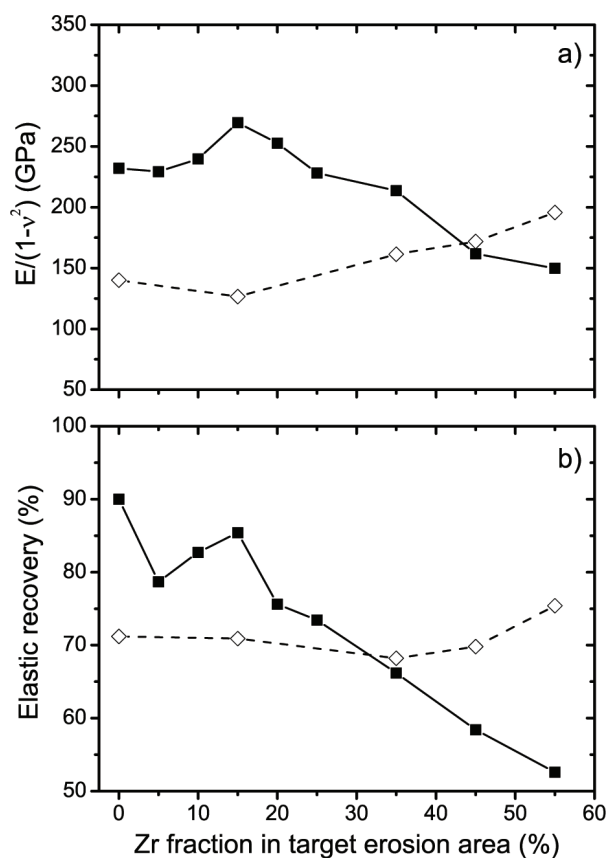 350
300
250
200
150
100
50
E/(1-ν²) (GPa)
a)
100
90
80
70
60
50
Elastic recovery (%)
b)
0 10 20 30 40 50 60
Zr fraction in target erosion area (%)